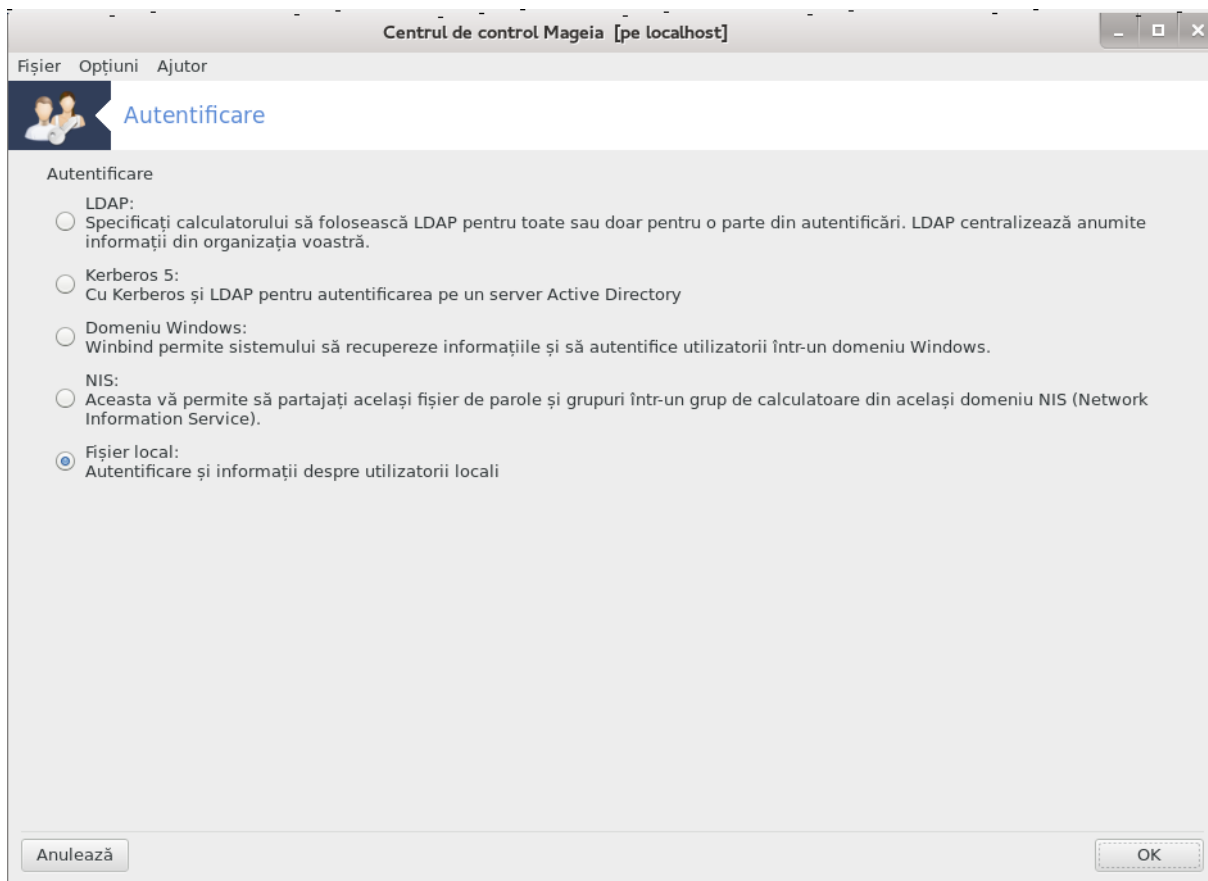 Centrul de control Mageia [pe localhost]
Fișier Opțiuni Ajutor
Autentificare
Autentificare
LDAP:
Specificați calculatorului să folosească LDAP pentru toate sau doar pentru o parte din autentificări. LDAP centralizează anumite
informații din organizația voastră.
Kerberos 5:
Cu Kerberos și LDAP pentru autentificarea pe un server Active Directory
Domeniu Windows:
Winbind permite sistemului să recupereze informațiile și să autentifice utilizatorii într-un domeniu Windows.
NIS:
Aceasta vă permite să partajați același fișier de parole și grupuri într-un grup de calculatoare din același domeniu NIS (Network
Information Service).
Fișier local:
Autentificare și informații despre utilizatorii locali
Anulează OK